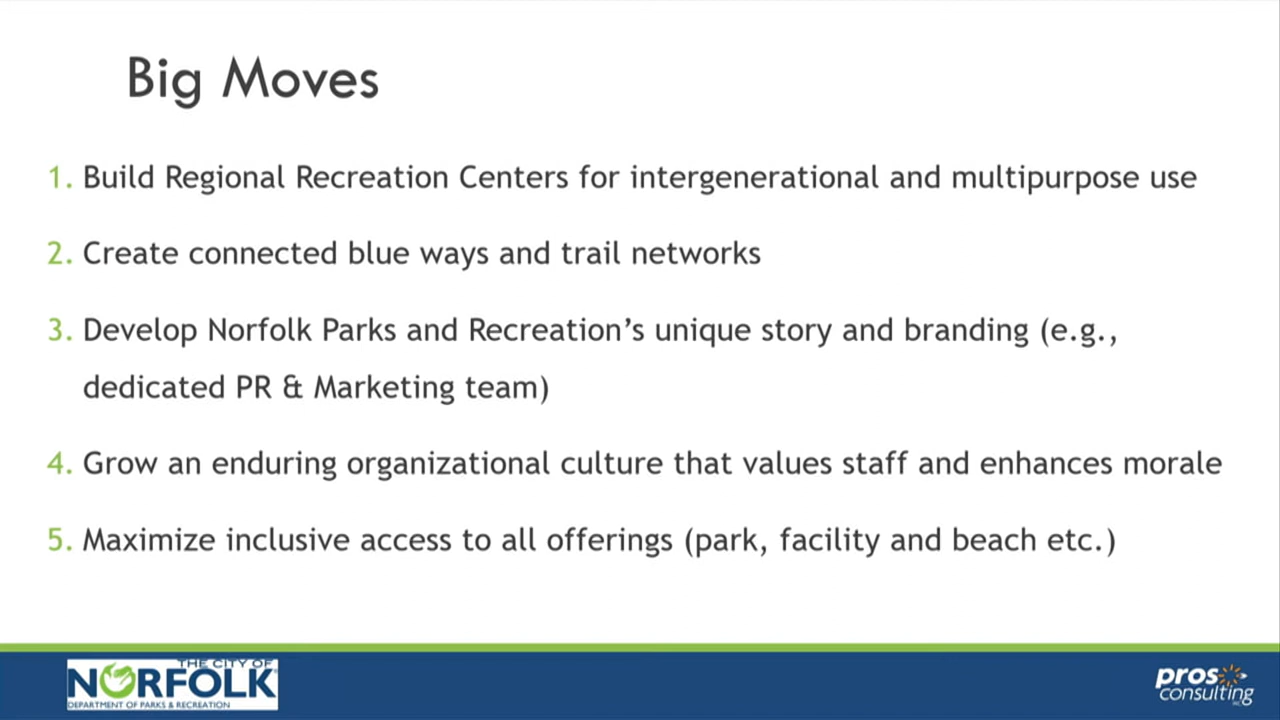 Big Moves
1. Build Regional Recreation Centers for intergenerational and multipurpose use
2. Create connected blue ways and trail networks
3. Develop Norfolk Parks and Recreation’s unique story and branding (e.g.,
dedicated PR & Marketing team)
4. Grow an enduring organizational culture that values staff and enhances morale
5. Maximize inclusive access to all offerings (park, facility and beach etc.)
THE CITY OF
NORFOLK
DEPARTMENT OF PARKS & RECREATION
pros
consulting
INC.